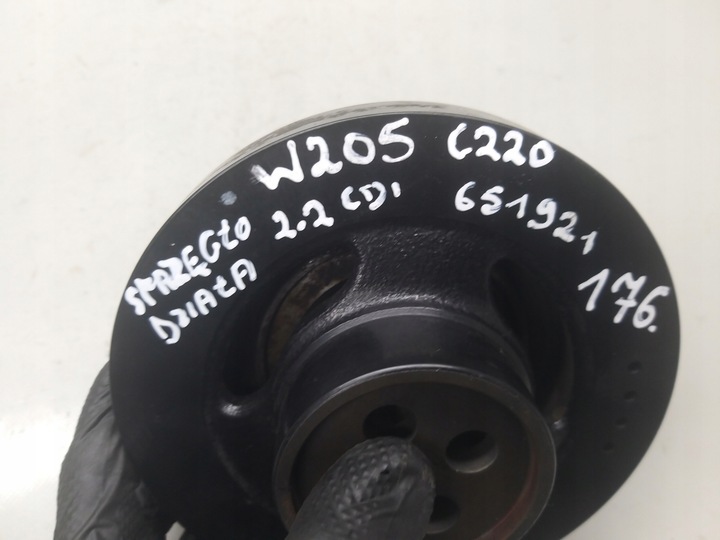 W205 C220
2.2 CDI 651921
SPRZĘGŁO
DZIAŁA
176.